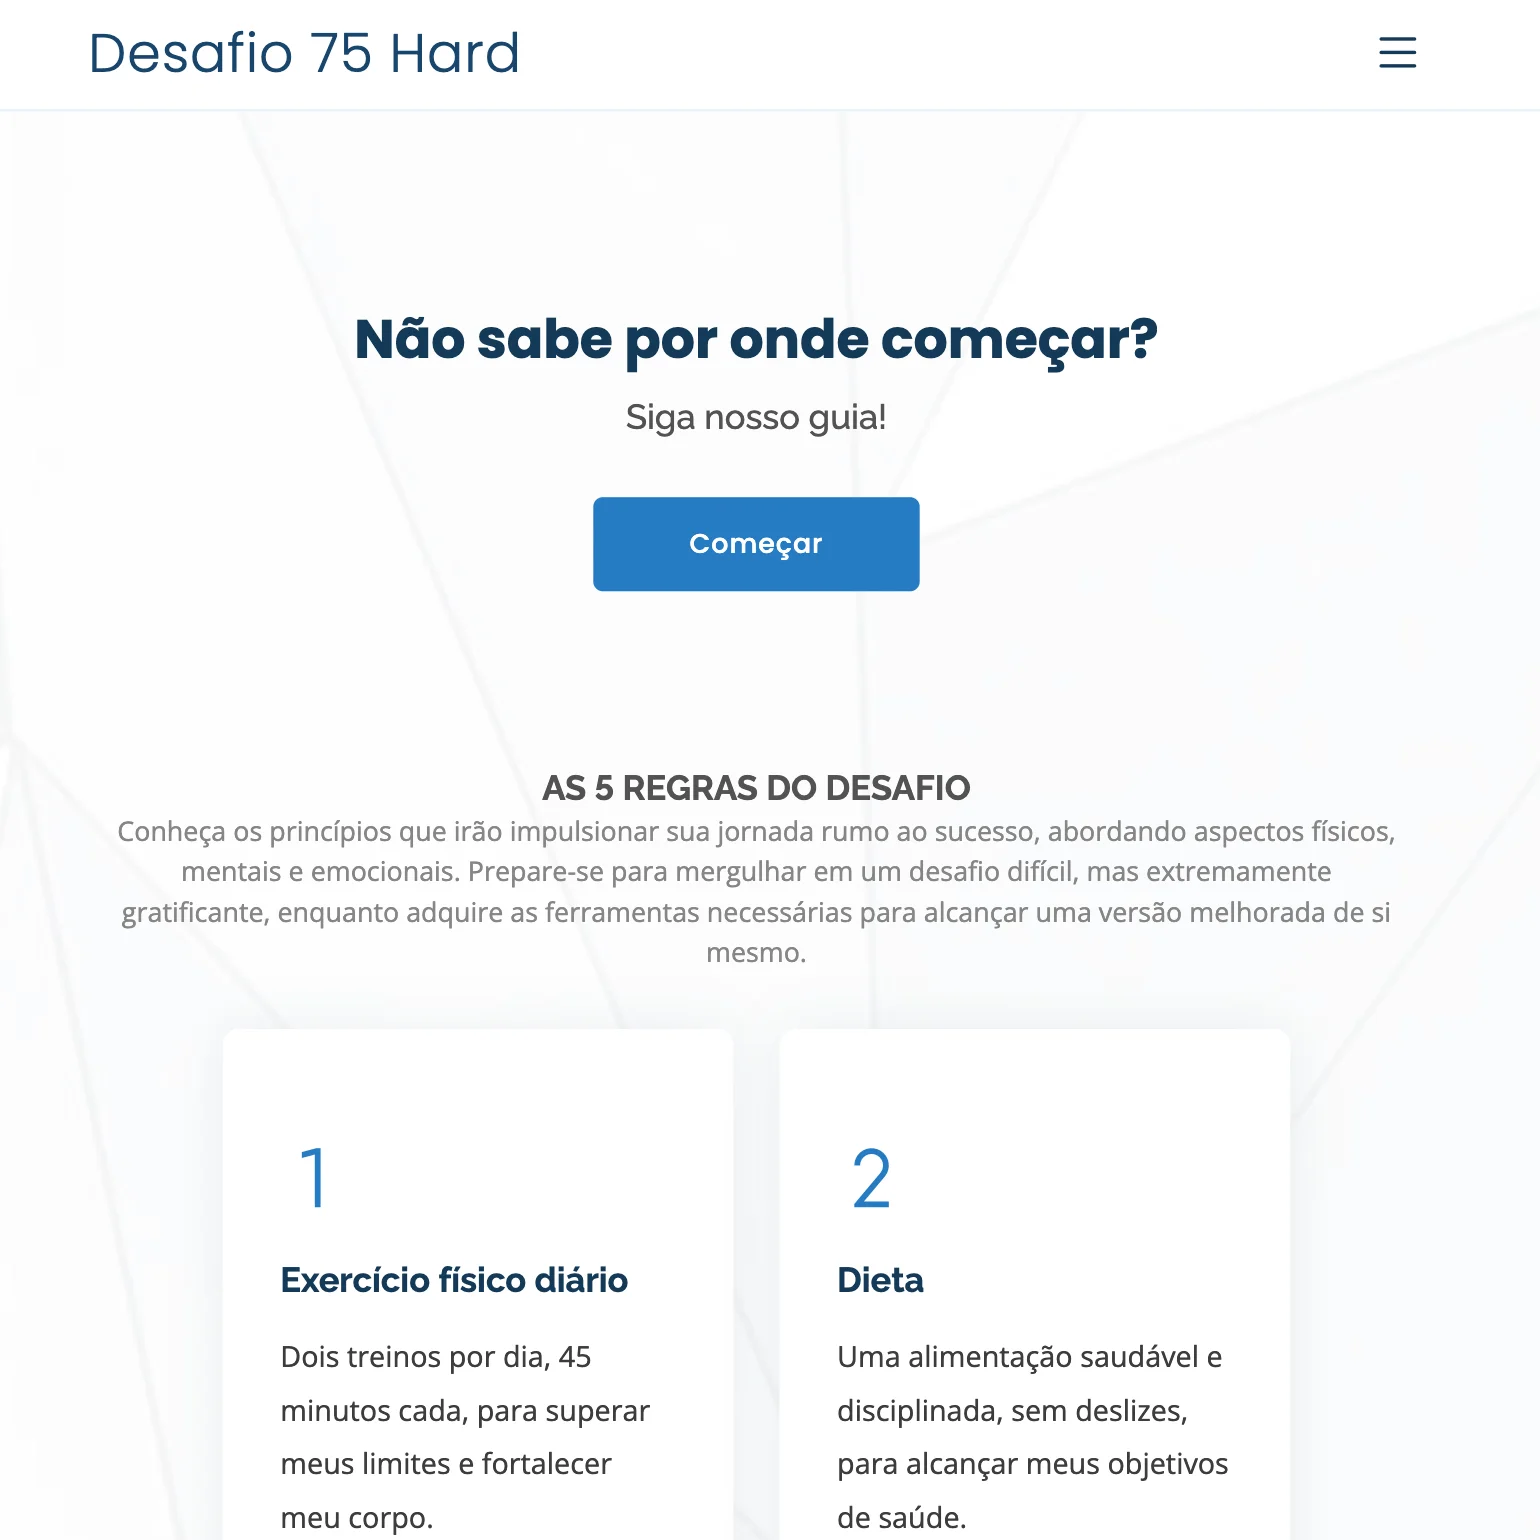 Desafio 75 Hard
Não sabe por onde começar?
Siga nosso guia!
Começar
AS 5 REGRAS DO DESAFIO
Conheça os princípios que irão impulsionar sua jornada rumo ao sucesso, abordando aspectos físicos,
mentais e emocionais. Prepare-se para mergulhar em um desafio difícil, mas extremamente
gratificante, enquanto adquire as ferramentas necessárias para alcançar uma versão melhorada de si
mesmo.
1
Exercício físico diário
Dois treinos por dia, 45
minutos cada, para superar
meus limites e fortalecer
meu corpo.
2
Dieta
Uma alimentação saudável e
disciplinada, sem deslizes,
para alcançar meus objetivos
de saúde.